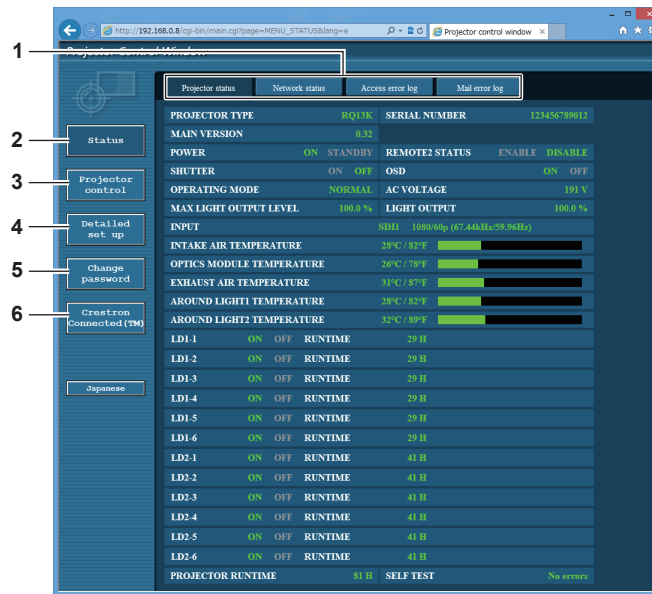 http://192.168.0.8/cgi-bin/main.cgi?page=MENU_STATUS&lang=e
Projector control window
Projector Control Window
1
Projector status
Network status
Access error log
Mail error log
2
Status
3
Projector control
4
Detailed set up
5
Change password
6
Crestron Connected(TM)
Japanese
PROJECTOR TYPE RQ13K SERIAL NUMBER 123456789012
MAIN VERSION 0.32
POWER ON STANDBY REMOTE2 STATUS ENABLE DISABLE
SHUTTER ON OFF OSD ON OFF
OPERATING MODE NORMAL AC VOLTAGE 191 V
MAX LIGHT OUTPUT LEVEL 100.0 % LIGHT OUTPUT 100.0 %
INPUT SDI1 1080/60p (67.44kHz/59.96Hz)
INTAKE AIR TEMPERATURE 28°C / 82°F
OPTICS MODULE TEMPERATURE 26°C / 78°F
EXHAUST AIR TEMPERATURE 31°C / 87°F
AROUND LIGHT1 TEMPERATURE 28°C / 82°F
AROUND LIGHT2 TEMPERATURE 32°C / 89°F
LD1-1 ON OFF RUNTIME 29 H
LD1-2 ON OFF RUNTIME 29 H
LD1-3 ON OFF RUNTIME 29 H
LD1-4 ON OFF RUNTIME 29 H
LD1-5 ON OFF RUNTIME 29 H
LD1-6 ON OFF RUNTIME 29 H
LD2-1 ON OFF RUNTIME 41 H
LD2-2 ON OFF RUNTIME 41 H
LD2-3 ON OFF RUNTIME 41 H
LD2-4 ON OFF RUNTIME 41 H
LD2-5 ON OFF RUNTIME 41 H
LD2-6 ON OFF RUNTIME 41 H
PROJECTOR RUNTIME 81 H SELF TEST No errors